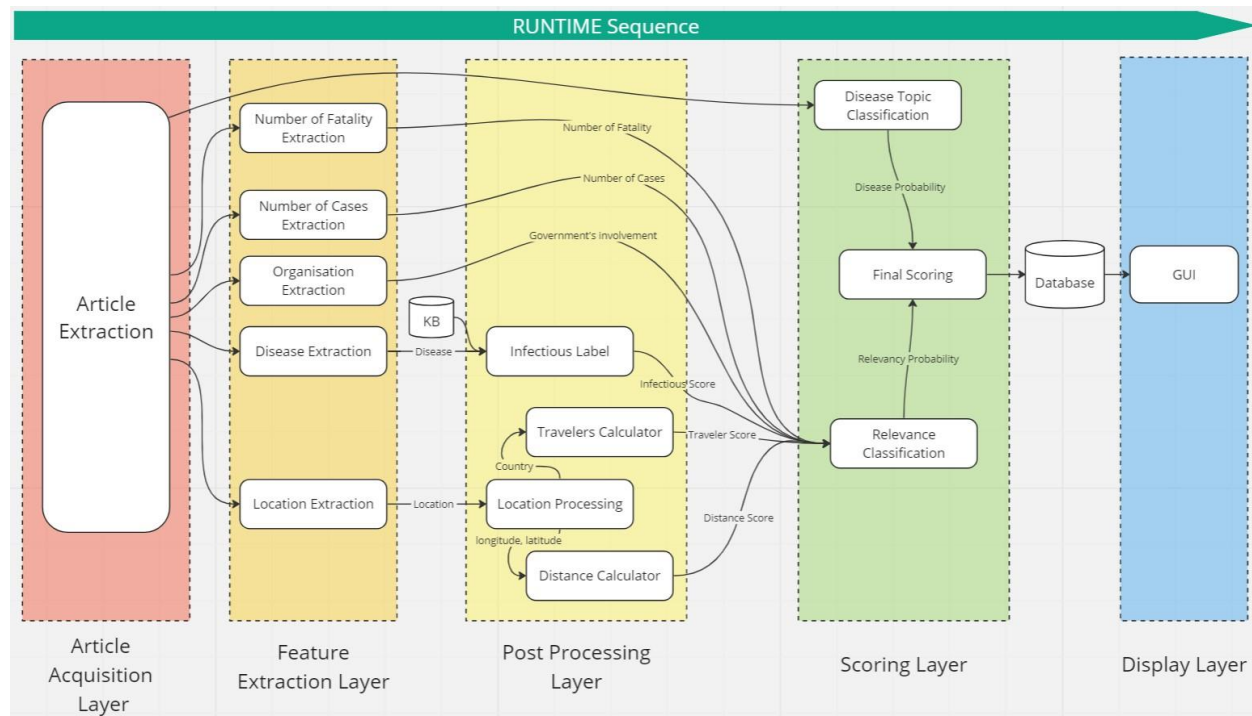 RUNTIME Sequence
Article
Extraction
Number of Fatality
Extraction
Number of Cases
Extraction
Organisation
Extraction
Disease Extraction
Location Extraction
KB
Disease
Location
Number of Fatality
Number of Cases
Government's involvement
Infectious Label
Infectious Score
Travelers Calculator
Traveler Score
Country
Location Processing
longitude, latitude
Distance Score
Distance Calculator
Disease Topic
Classification
Disease Probability
Final Scoring
Relevancy Probability
Relevance
Classification
Database
GUI
Article
Acquisition
Layer
Feature
Extraction Layer
Post Processing
Layer
Scoring Layer
Display Layer